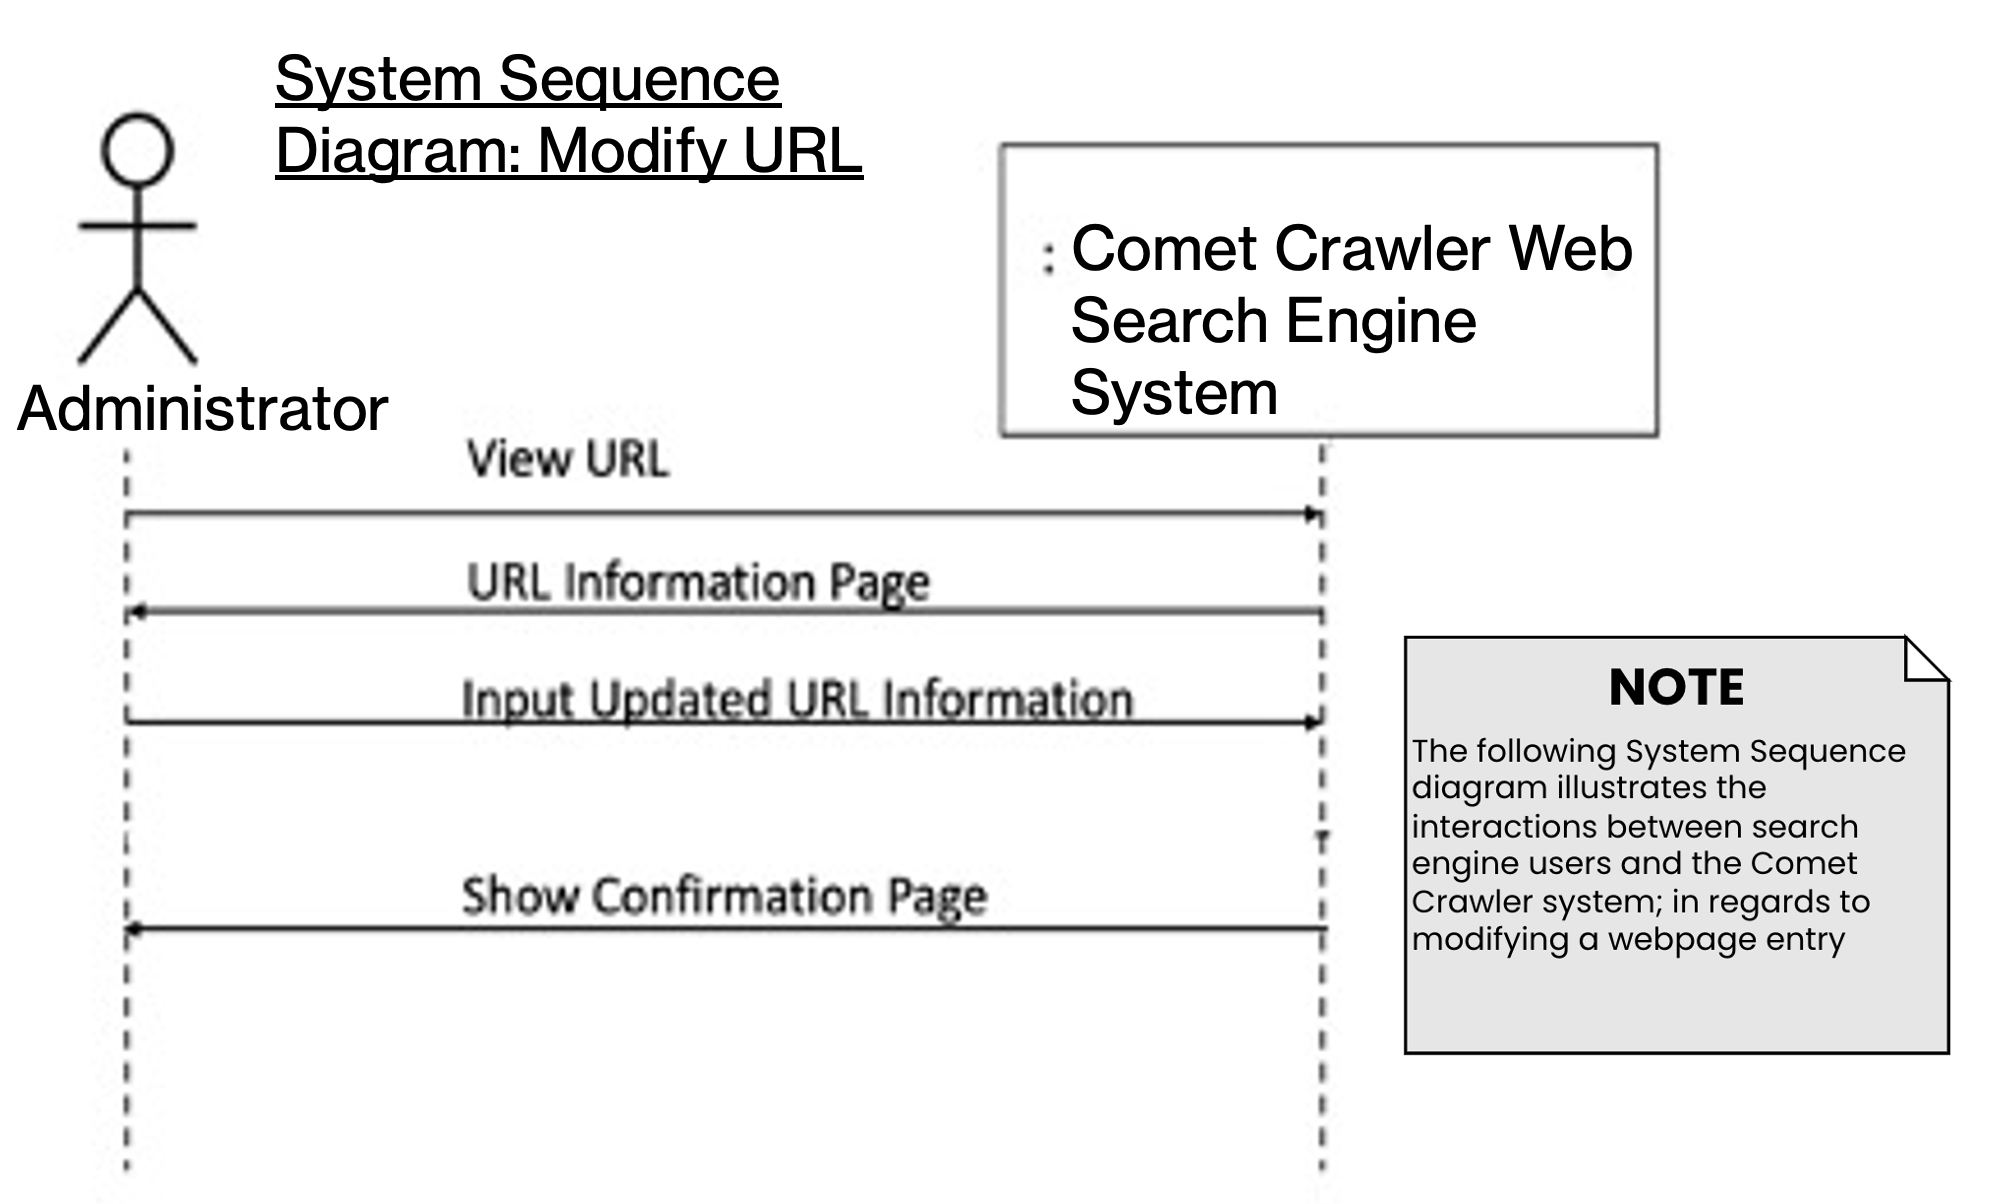 System Sequence
Diagram: Modify URL
: Comet Crawler Web
Search Engine
System
Administrator
View URL
URL Information Page
Input Updated URL Information
Show Confirmation Page
NOTE
The following System Sequence
diagram illustrates the
interactions between search
engine users and the Comet
Crawler system; in regards to
modifying a webpage entry